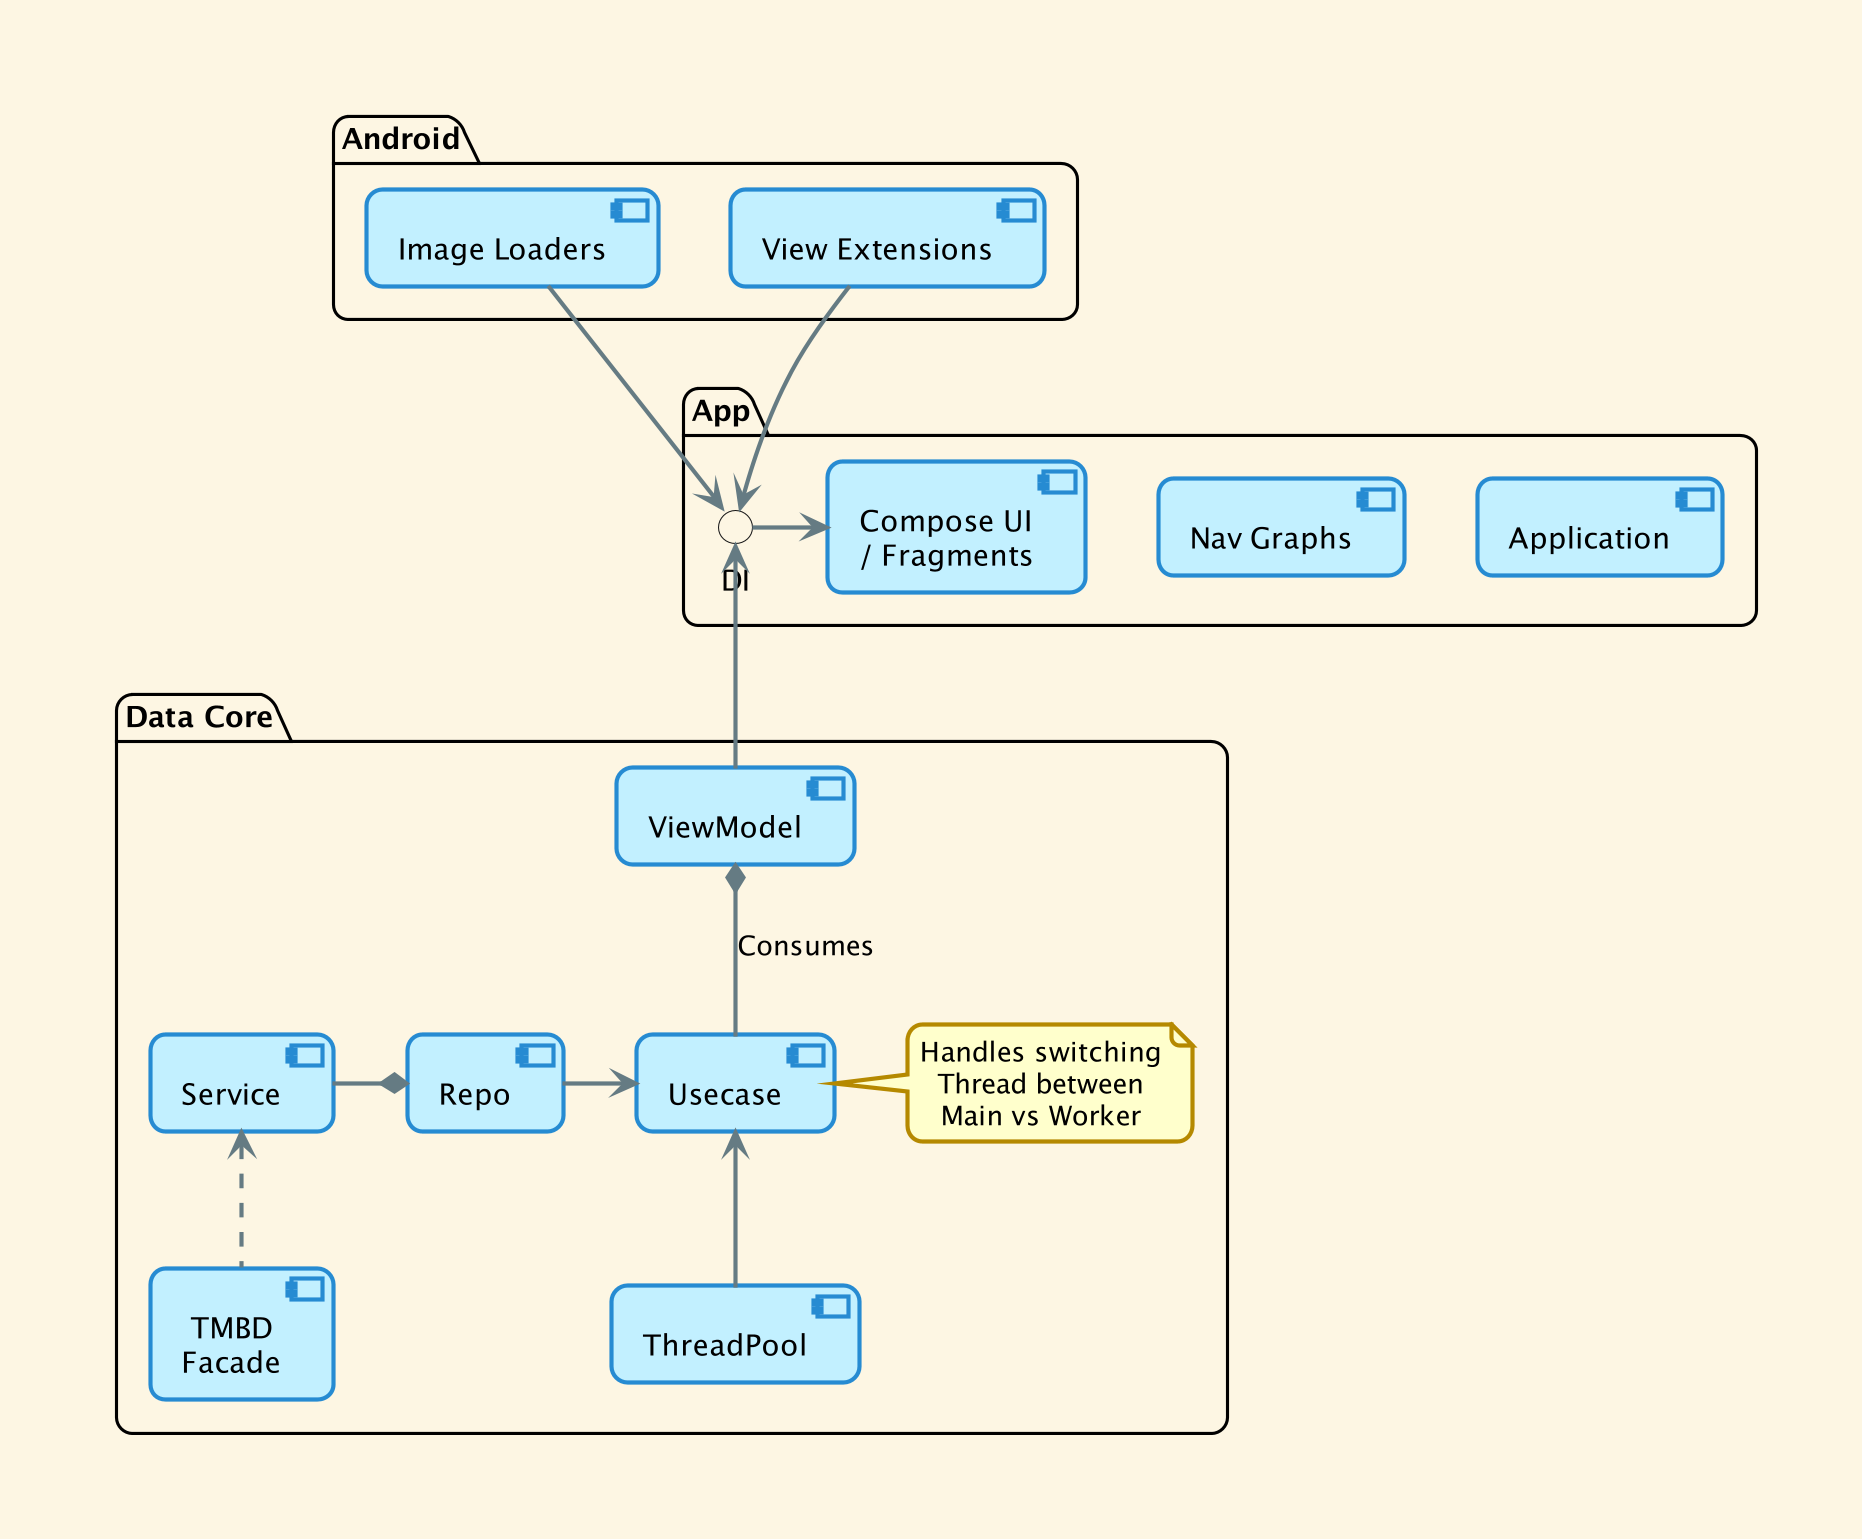 Android
Image Loaders
View Extensions
App
Compose UI
/ Fragments
Nav Graphs
Application
DI
Data Core
ViewModel
Consumes
Service
Repo
Usecase
Handles switching
Thread between
Main vs Worker
TMBD
Facade
ThreadPool